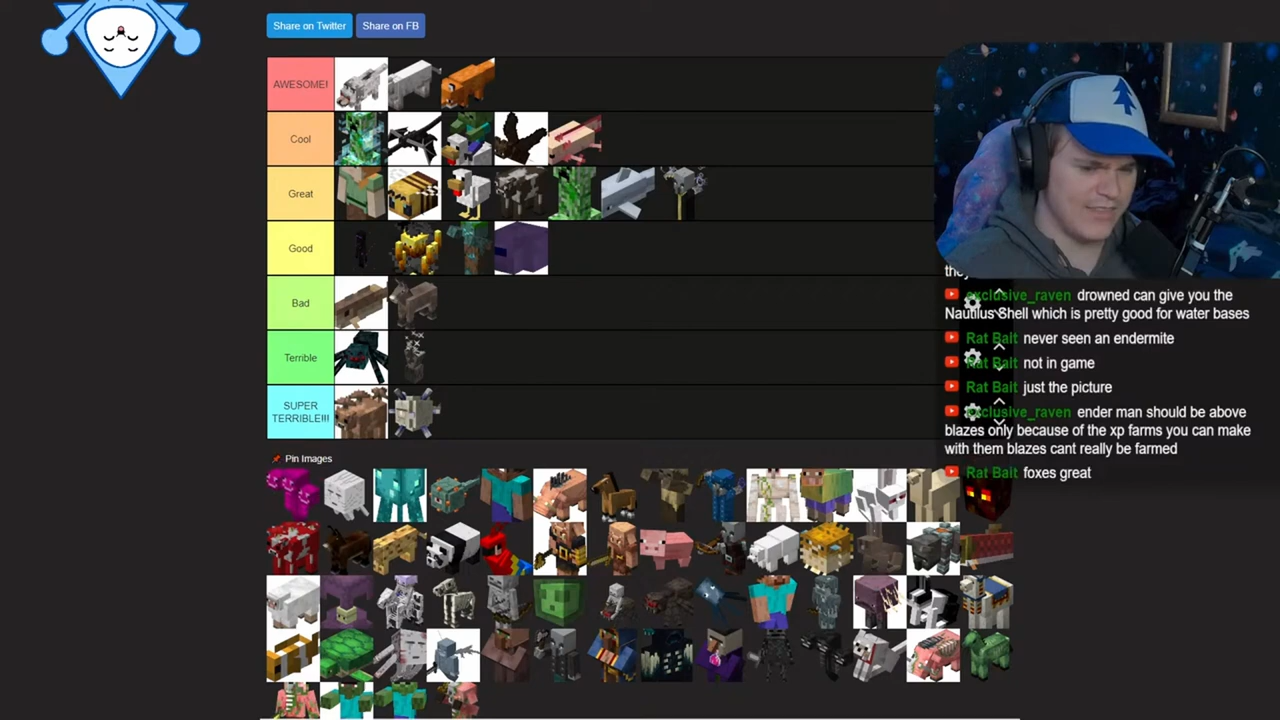 Share on Twitter
Share on FB
AWESOME!
Cool
Great
Good
Bad
Terrible
SUPER
TERRIBLE!!!
Pin Images
they
exclusive_raven drowned can give you the
Nautilus Shell which is pretty good for water bases
Rat Bait never seen an endermite
Rat Bait not in game
Rat Bait just the picture
exclusive_raven ender man should be above
blazes only because of the xp farms you can make
with them blazes cant really be farmed
Rat Bait foxes great